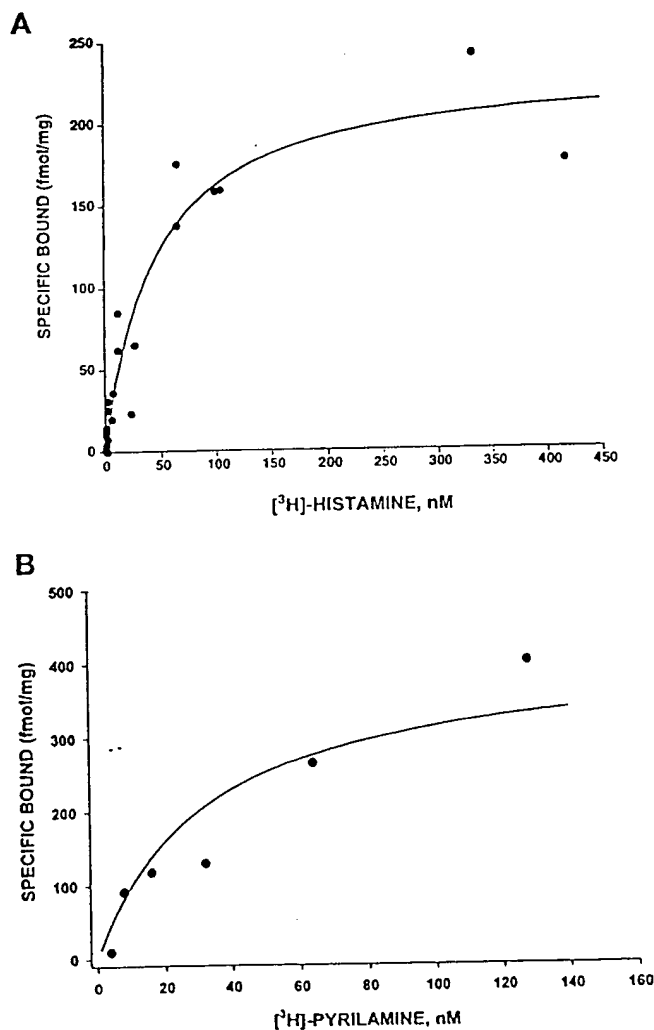 A
250
200
150
100
50
0
SPECIFIC BOUND (fmol/mg)
0 50 100 150 200 250 300 350 400 450
[³H]-HISTAMINE, nM
B
500
400
300
200
100
0
SPECIFIC BOUND (fmol/mg)
0 20 40 60 80 100 120 140 160
[³H]-PYRILAMINE, nM